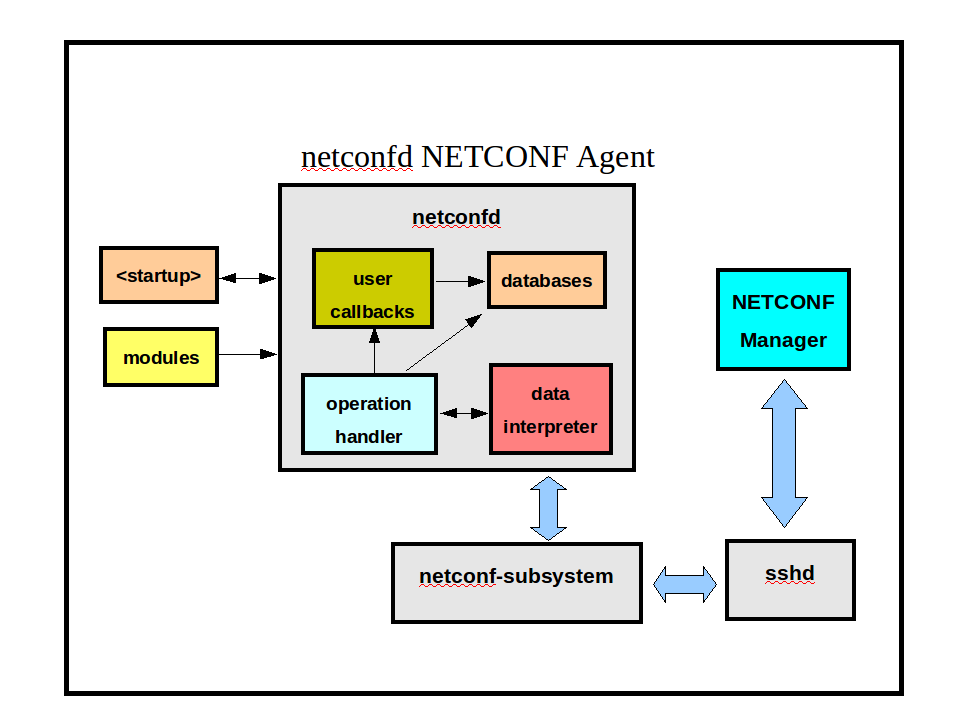 netconfd NETCONF Agent
netconfd
<startup>
user
callbacks
databases
modules
operation
handler
data
interpreter
NETCONF
Manager
netconf-subsystem
sshd